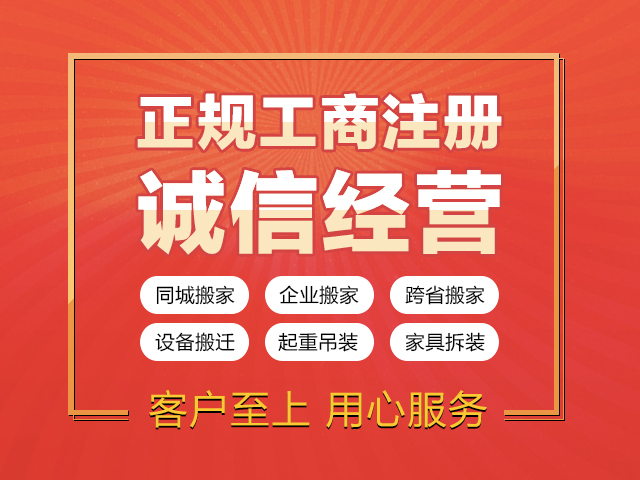 正规工商注册
诚信经营
同城搬家 企业搬家 跨省搬家
设备搬迁 起重吊装 家具拆装
客户至上 用心服务